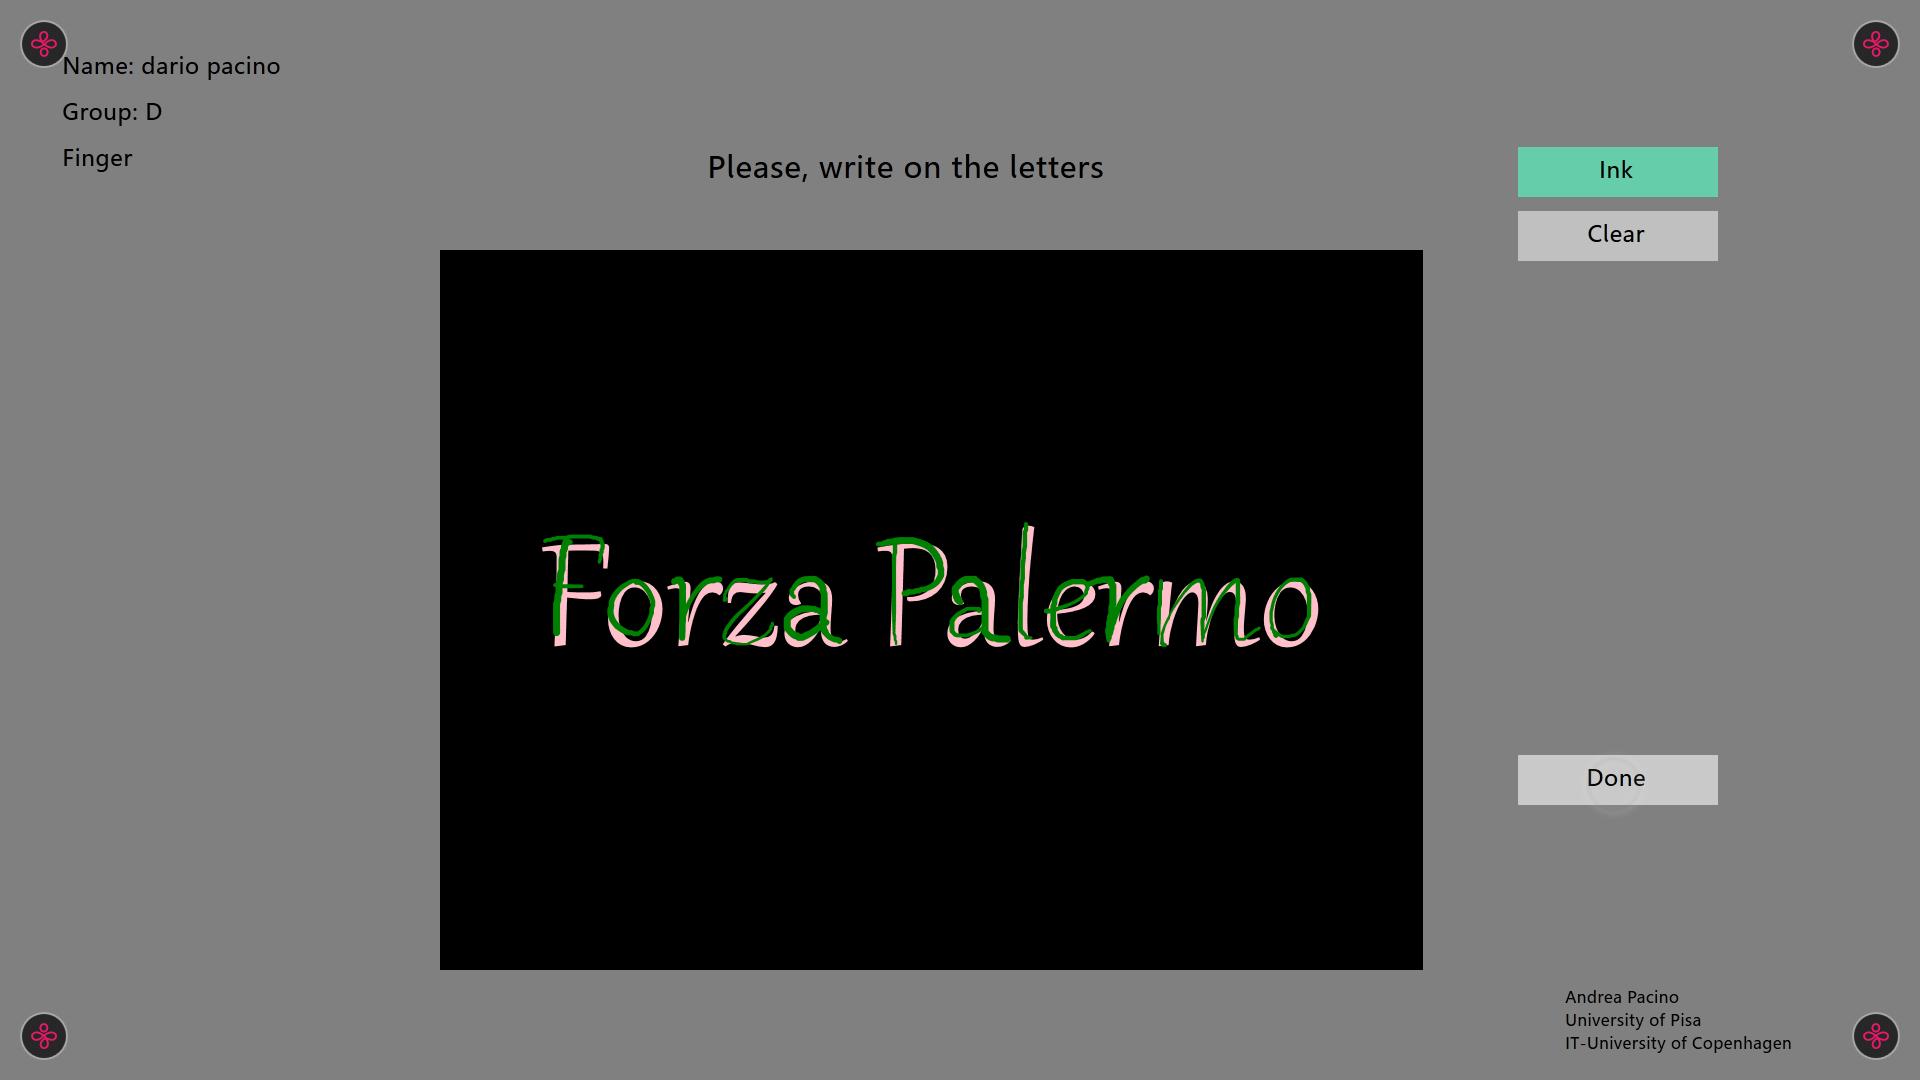 Name: dario pacino
Group: D
Finger
Please, write on the letters
Ink
Clear
Forza Palermo
Done
Andrea Pacino
University of Pisa
IT-University of Copenhagen